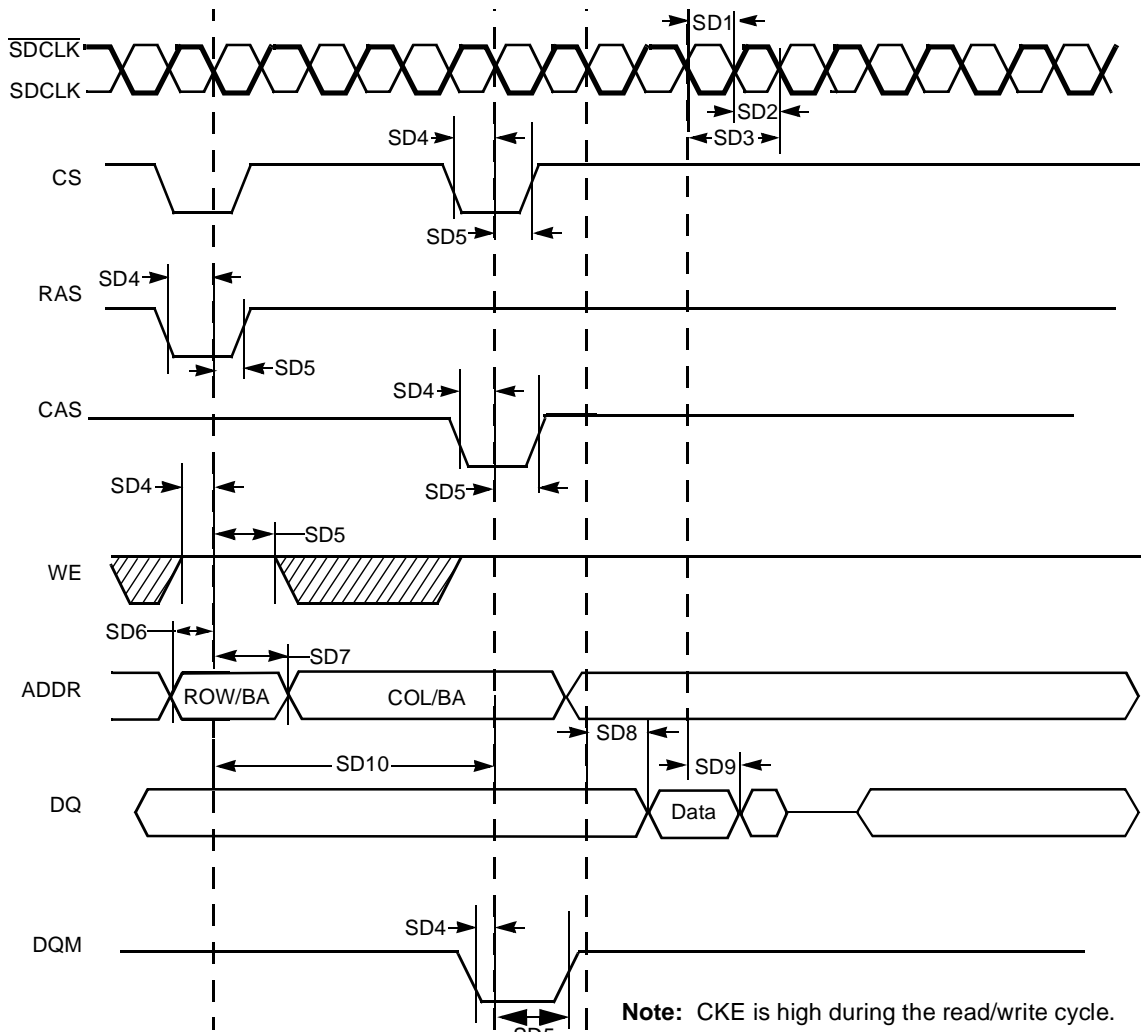 SD1
SDCLK
SDCLK
SD2
SD4
SD3
CS
SD5
SD4
RAS
SD5
SD4
CAS
SD4
SD5
SD5
WE
SD6
SD7
ADDR
ROW/BA
COL/BA
SD8
SD10
SD9
DQ
Data
SD4
DQM
Note: CKE is high during the read/write cycle.
SD5